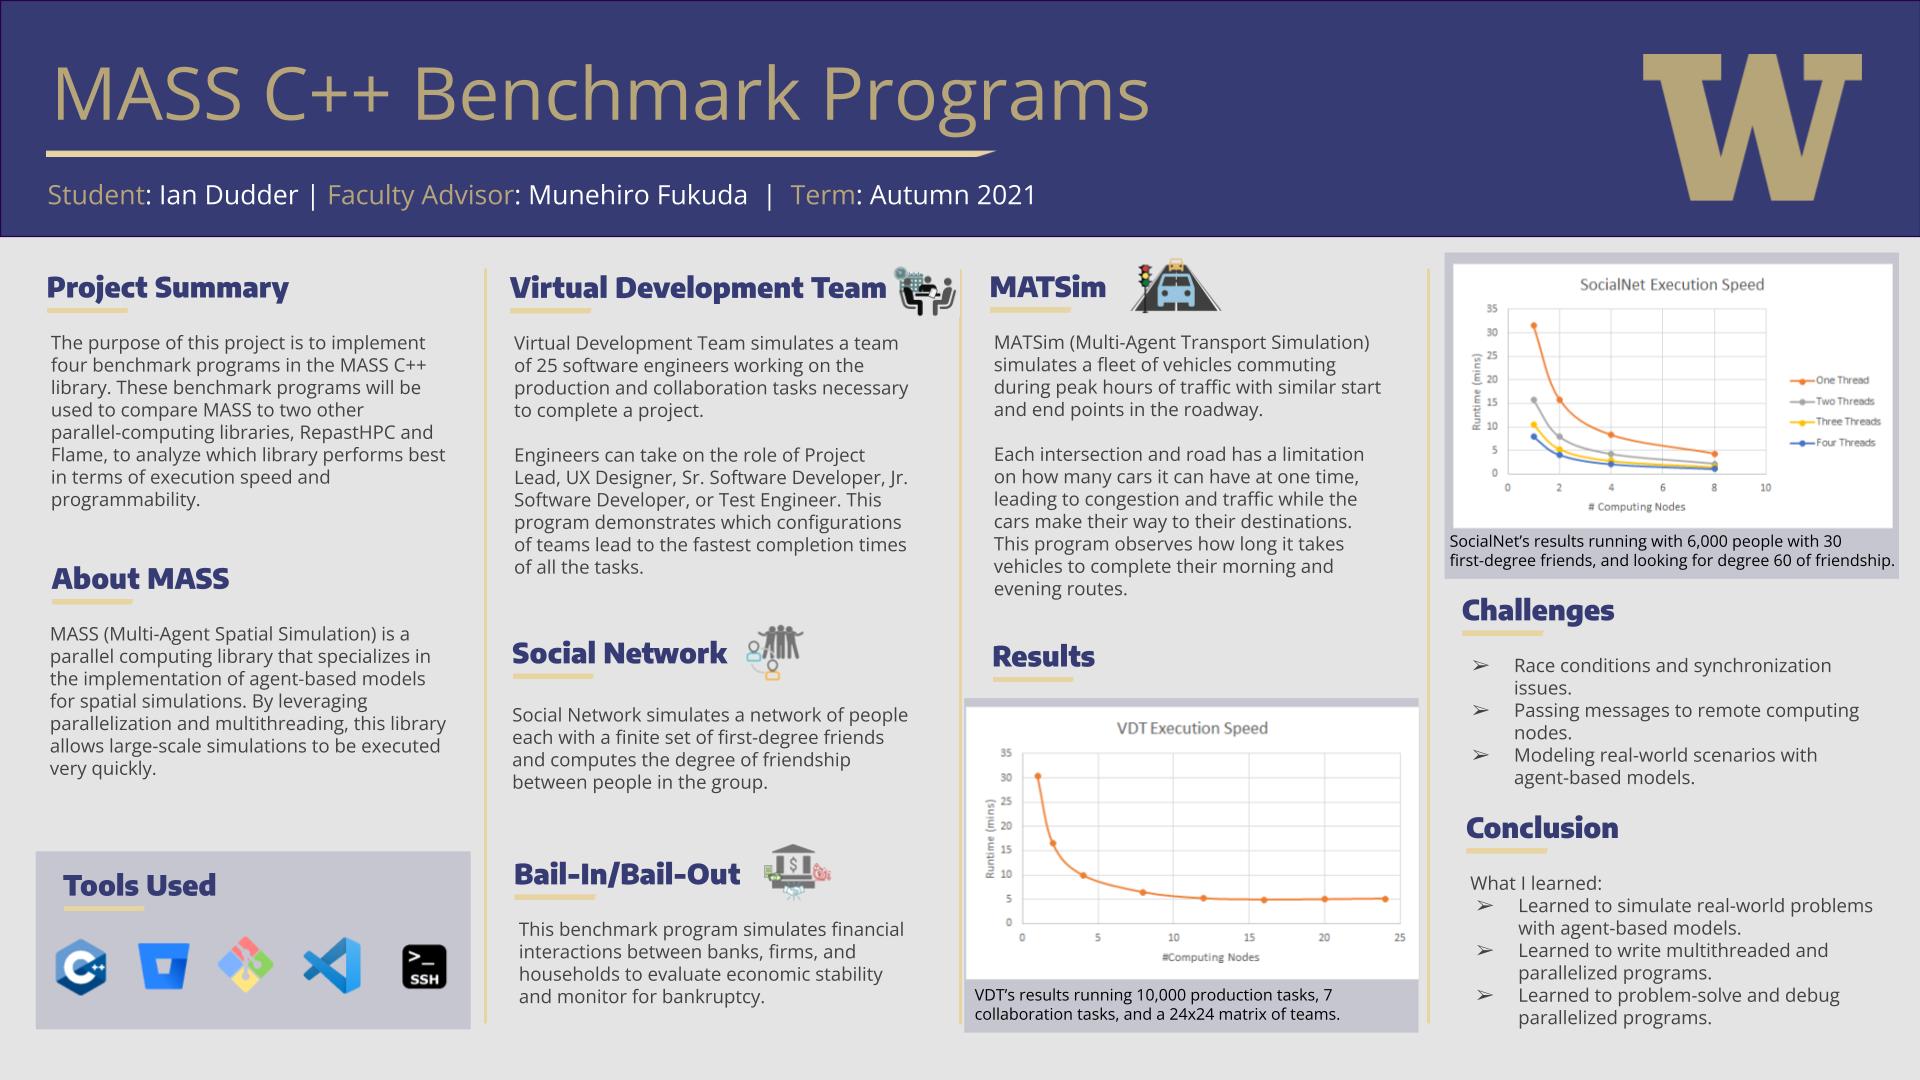 MASS C++ Benchmark Programs
W
Student: Ian Dudder | Faculty Advisor: Munehiro Fukuda | Term: Autumn 2021
Project Summary
The purpose of this project is to implement
four benchmark programs in the MASS C++
library. These benchmark programs will be
used to compare MASS to two other
parallel-computing libraries, RepastHPC and
Flame, to analyze which library performs best
in terms of execution speed and
programmability.
About MASS
MASS (Multi-Agent Spatial Simulation) is a
parallel computing library that specializes in
the implementation of agent-based models
for spatial simulations. By leveraging
parallelization and multithreading, this library
allows large-scale simulations to be executed
very quickly.
Tools Used
C++
>_
SSH
Virtual Development Team
Virtual Development Team simulates a team
of 25 software engineers working on the
production and collaboration tasks necessary
to complete a project.
Engineers can take on the role of Project
Lead, UX Designer, Sr. Software Developer, Jr.
Software Developer, or Test Engineer. This
program demonstrates which configurations
of teams lead to the fastest completion times
of all the tasks.
Social Network
Social Network simulates a network of people
each with a finite set of first-degree friends
and computes the degree of friendship
between people in the group.
Bail-In/Bail-Out
$
This benchmark program simulates financial
interactions between banks, firms, and
households to evaluate economic stability
and monitor for bankruptcy.
MATSim
MATSim (Multi-Agent Transport Simulation)
simulates a fleet of vehicles commuting
during peak hours of traffic with similar start
and end points in the roadway.
Each intersection and road has a limitation
on how many cars it can have at one time,
leading to congestion and traffic while the
cars make their way to their destinations.
This program observes how long it takes
vehicles to complete their morning and
evening routes.
Results
VDT Execution Speed
Runtime (mins)
35
30
25
20
15
10
5
0
0 5 10 15 20 25
#Computing Nodes
VDT's results running 10,000 production tasks, 7
collaboration tasks, and a 24x24 matrix of teams.
SocialNet Execution Speed
Runtime (mins)
35
30
25
20
15
10
5
0
0 2 4 6 8 10
# Computing Nodes
One Thread
Two Threads
Three Threads
Four Threads
SocialNet's results running with 6,000 people with 30
first-degree friends, and looking for degree 60 of friendship.
Challenges
➢ Race conditions and synchronization
issues.
➢ Passing messages to remote computing
nodes.
➢ Modeling real-world scenarios with
agent-based models.
Conclusion
What I learned:
➢ Learned to simulate real-world problems
with agent-based models.
➢ Learned to write multithreaded and
parallelized programs.
➢ Learned to problem-solve and debug
parallelized programs.